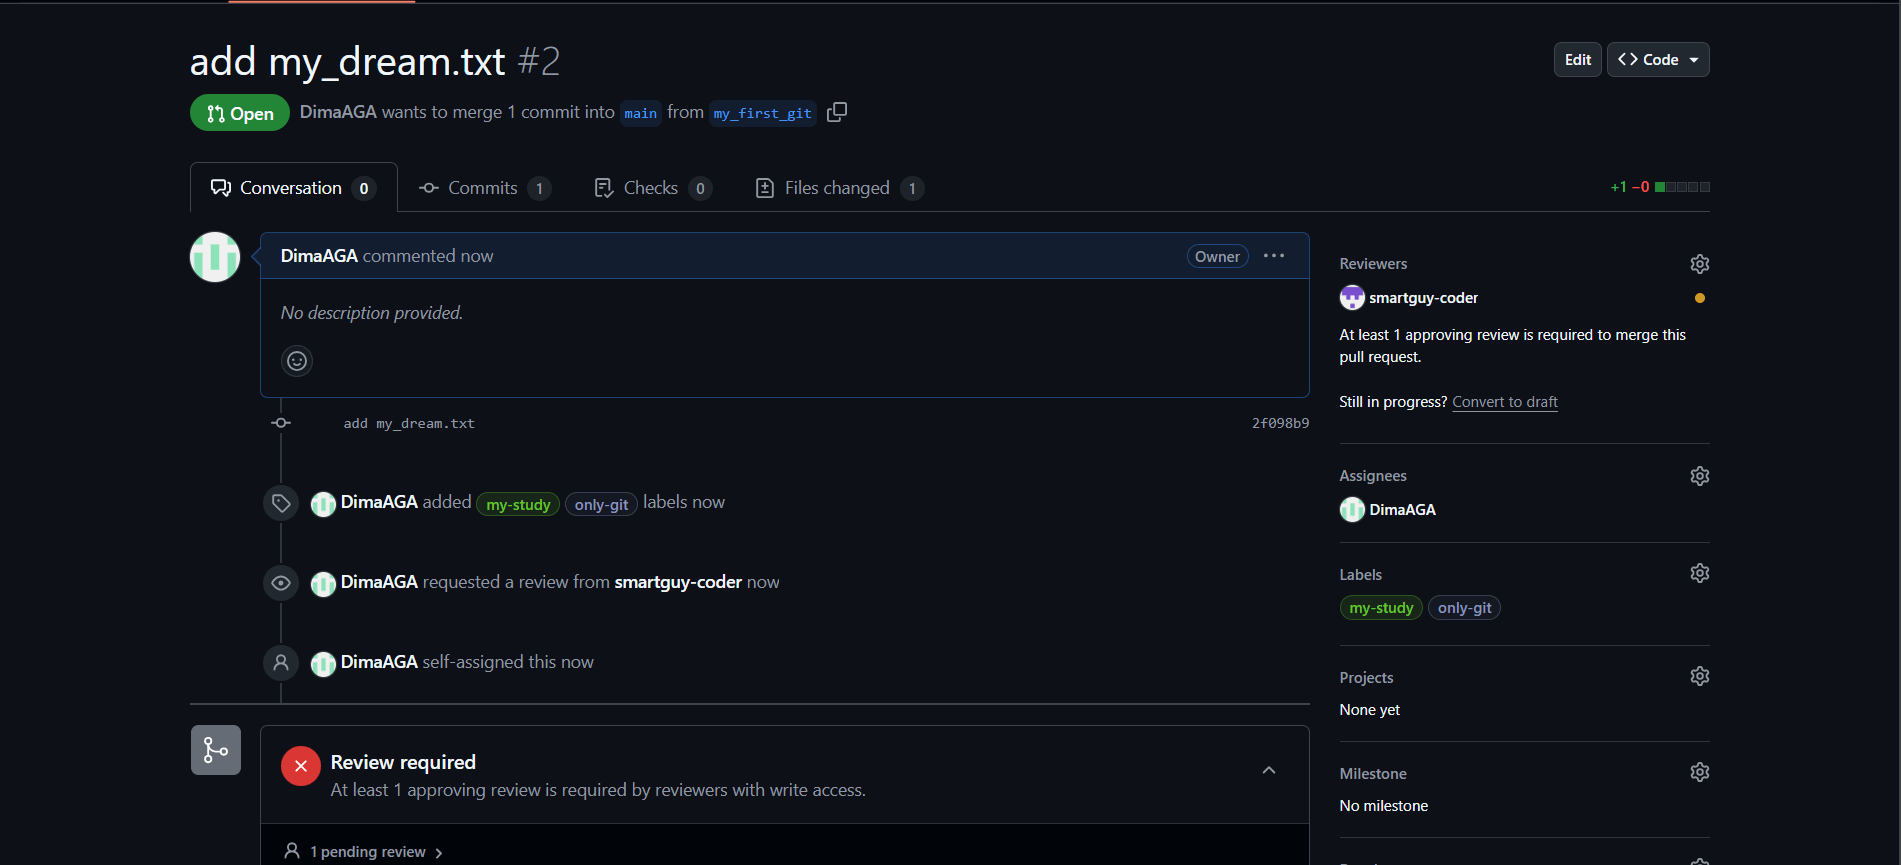 add my_dream.txt #2
Edit
Code
Open
DimaAGA wants to merge 1 commit into main from my_first_git
Conversation 0
Commits 1
Checks 0
Files changed 1
+1 −0
DimaAGA commented now
Owner
No description provided.
add my_dream.txt
2f098b9
DimaAGA added my-study only-git labels now
DimaAGA requested a review from smartguy-coder now
DimaAGA self-assigned this now
Review required
At least 1 approving review is required by reviewers with write access.
1 pending review
Reviewers
smartguy-coder
At least 1 approving review is required to merge this
pull request.
Still in progress? Convert to draft
Assignees
DimaAGA
Labels
my-study only-git
Projects
None yet
Milestone
No milestone